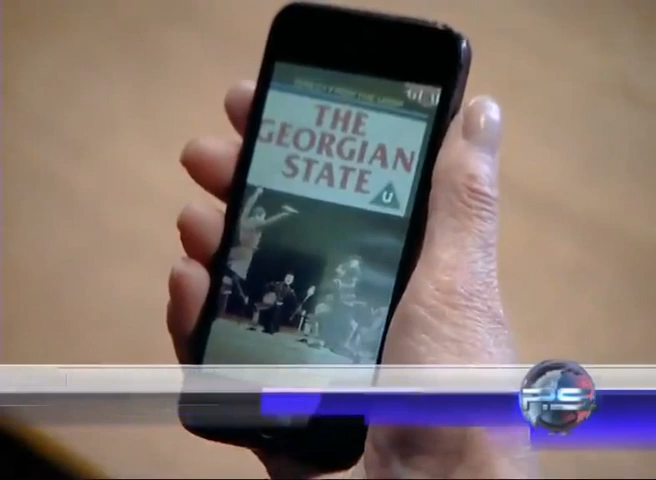 THE
GEORGIAN
STATE
U
P.S